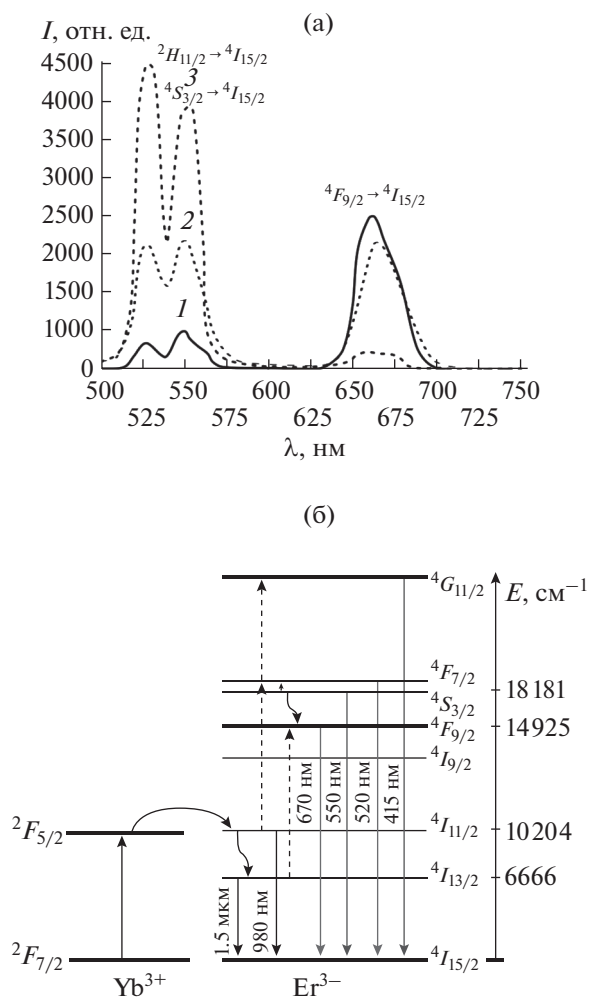 (а)
I, отн. ед.
²H₁₁/₂ → ⁴I₁₅/₂
4500
3
⁴S₃/₂ → ⁴I₁₅/₂
4000
3500
3000
⁴F₉/₂ → ⁴I₁₅/₂
2500
2
2000
1500
1
1000
0
500 550 600 650 700 750
525 575 625 675 725
λ, нм
(б)
⁴G₁₁/₂ E, см⁻¹
⁴F₇/₂
18181
⁴S₃/₂
⁴F₉/₂ 14925
⁴I₉/₂
670 нм 550 нм 520 нм 415 нм
²F₅/₂ ⁴I₁₁/₂ 10204
⁴I₁₃/₂ 6666
1.5 мкм 980 нм
²F₇/₂ ⁴I₁₅/₂
Yb³⁺ Er³⁻